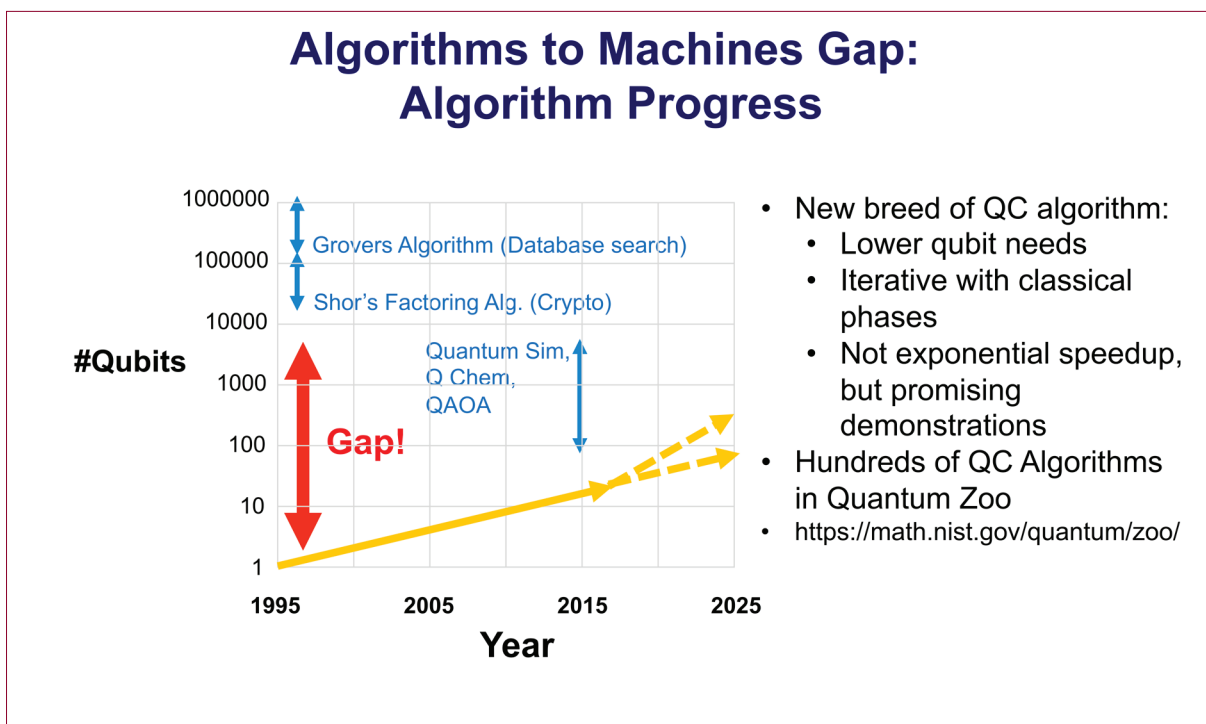 Algorithms to Machines Gap:
Algorithm Progress
1000000
100000
10000
1000
100
10
1
#Qubits
Grovers Algorithm (Database search)
Shor's Factoring Alg. (Crypto)
Quantum Sim,
Q Chem,
QAOA
Gap!
1995
2005
2015
2025
Year
• New breed of QC algorithm:
• Lower qubit needs
• Iterative with classical
phases
• Not exponential speedup,
but promising
demonstrations
• Hundreds of QC Algorithms
in Quantum Zoo
• https://math.nist.gov/quantum/zoo/